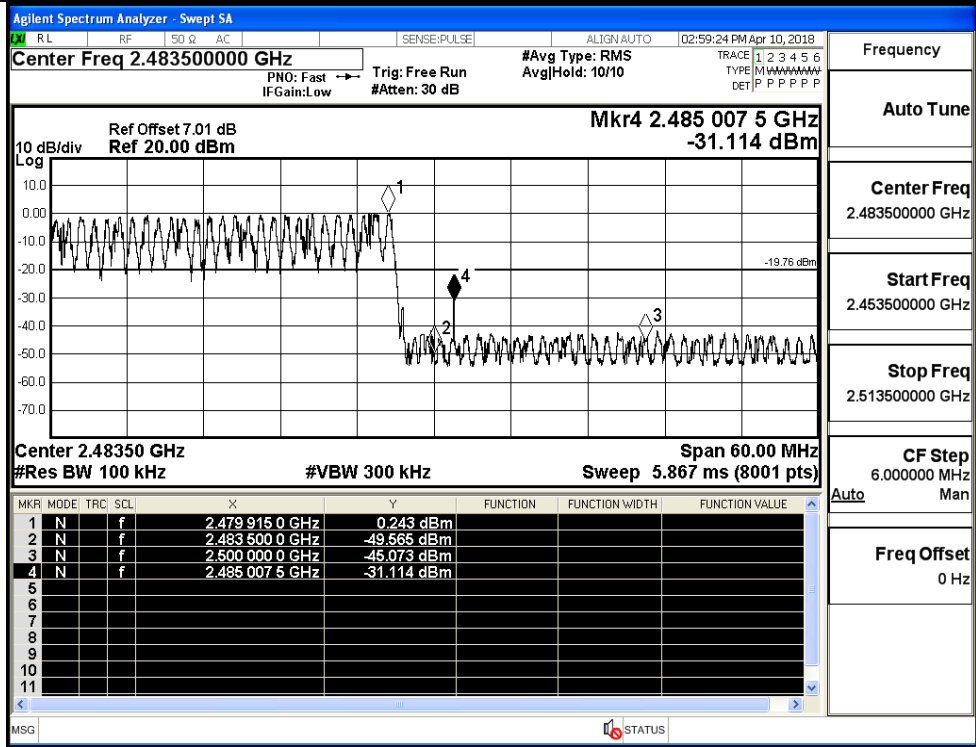 Agilent Spectrum Analyzer - Swept SA
LXI RL RF 50 Ω AC SENSE:PULSE ALIGN AUTO 02:59:24 PM Apr 10, 2018
Center Freq 2.483500000 GHz
PNO: Fast
IFGain:Low
Trig: Free Run
#Atten: 30 dB
#Avg Type: RMS
Avg|Hold: 10/10
TRACE 1 2 3 4 5 6
TYPE M WWWWW
DET P P P P P P
Mkr4 2.485 007 5 GHz
-31.114 dBm
Ref Offset 7.01 dB
10 dB/div Ref 20.00 dBm
Log
10.0
0.00
-10.0
-20.0
-30.0
-40.0
-50.0
-60.0
-70.0
1
2
3
4
-19.76 dBm
Center 2.48350 GHz Span 60.00 MHz
#Res BW 100 kHz #VBW 300 kHz Sweep 5.867 ms (8001 pts)
MKR MODE TRC SCL X Y FUNCTION FUNCTION WIDTH FUNCTION VALUE
1 N f 2.479 915 0 GHz 0.243 dBm
2 N f 2.483 500 0 GHz -49.565 dBm
3 N f 2.500 000 0 GHz -45.073 dBm
4 N f 2.485 007 5 GHz -31.114 dBm
5
6
7
8
9
10
11
MSG STATUS
Frequency
Auto Tune
Center Freq
2.483500000 GHz
Start Freq
2.453500000 GHz
Stop Freq
2.513500000 GHz
CF Step
6.000000 MHz
Auto Man
Freq Offset
0 Hz